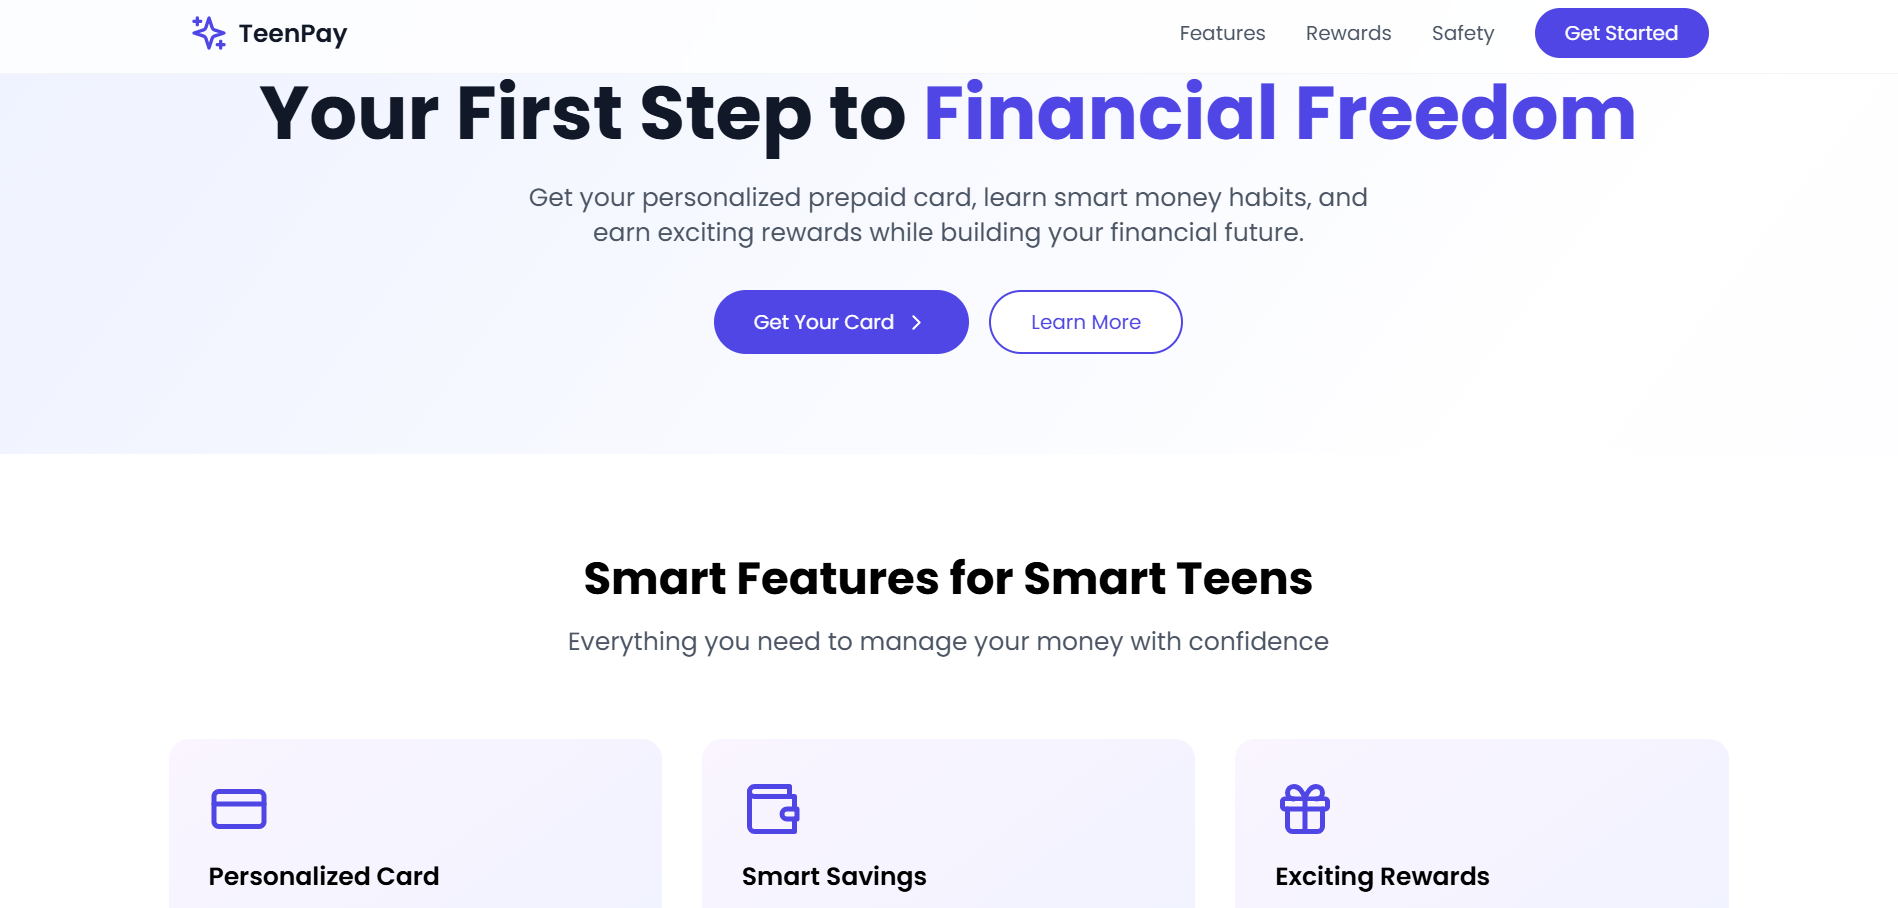 TeenPay
Features
Rewards
Safety
Get Started
Your First Step to Financial Freedom
Get your personalized prepaid card, learn smart money habits, and
earn exciting rewards while building your financial future.
Get Your Card
Learn More
Smart Features for Smart Teens
Everything you need to manage your money with confidence
Personalized Card
Smart Savings
Exciting Rewards